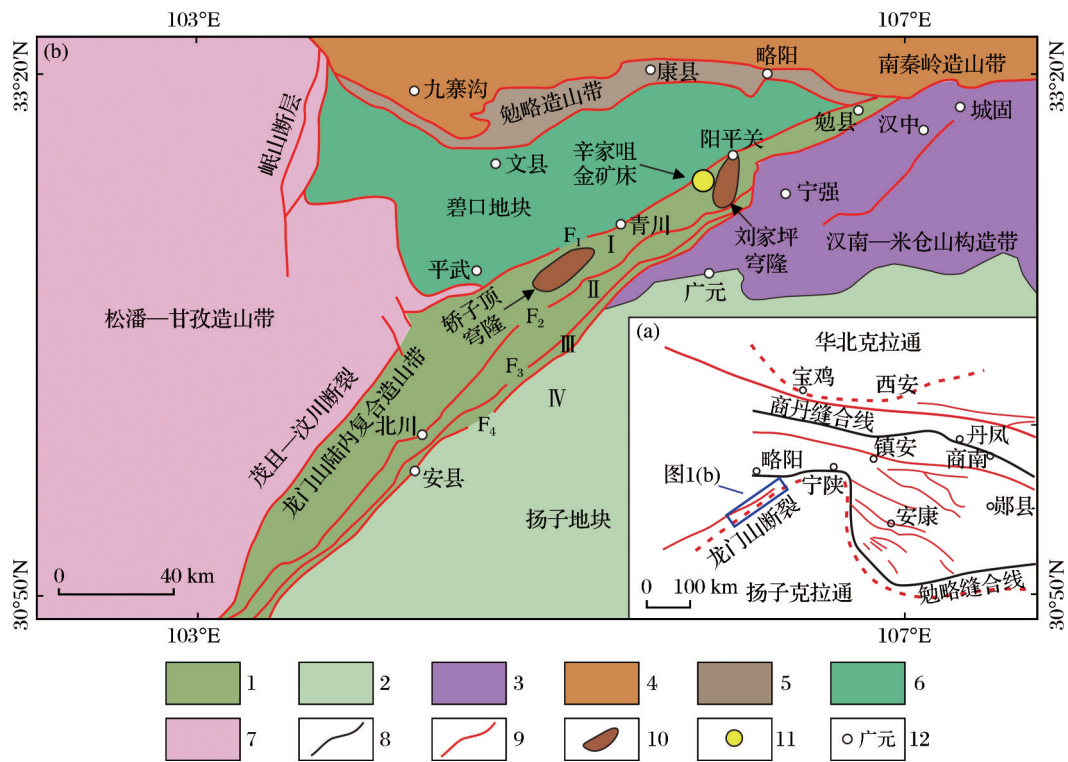 103°E
107°E
(b)
33°20′N
33°20′N
九寨沟
康县
略阳
南秦岭造山带
勉略造山带
岷山断层
文县
辛家咀
金矿床
阳平关
勉县
汉中
城固
碧口地块
宁强
青川
F₁
I
刘家坪
穹隆
汉南—米仓山构造带
平武
广元
轿子顶
穹隆
F₂
II
松潘—甘孜造山带
III
F₃
IV
茂且—汶川断裂
龙门山陆内复合造山带
北川
F₄
安县
扬子地块
0
40 km
30°50′N
30°50′N
103°E
107°E
(a)
华北克拉通
宝鸡
西安
商丹缝合线
丹凤
镇安
商南
略阳
宁陕
图1(b)
安康
郧县
龙门山断裂
0
100 km
扬子克拉通
勉略缝合线
1
2
3
4
5
6
7
8
9
10
11
广元
12